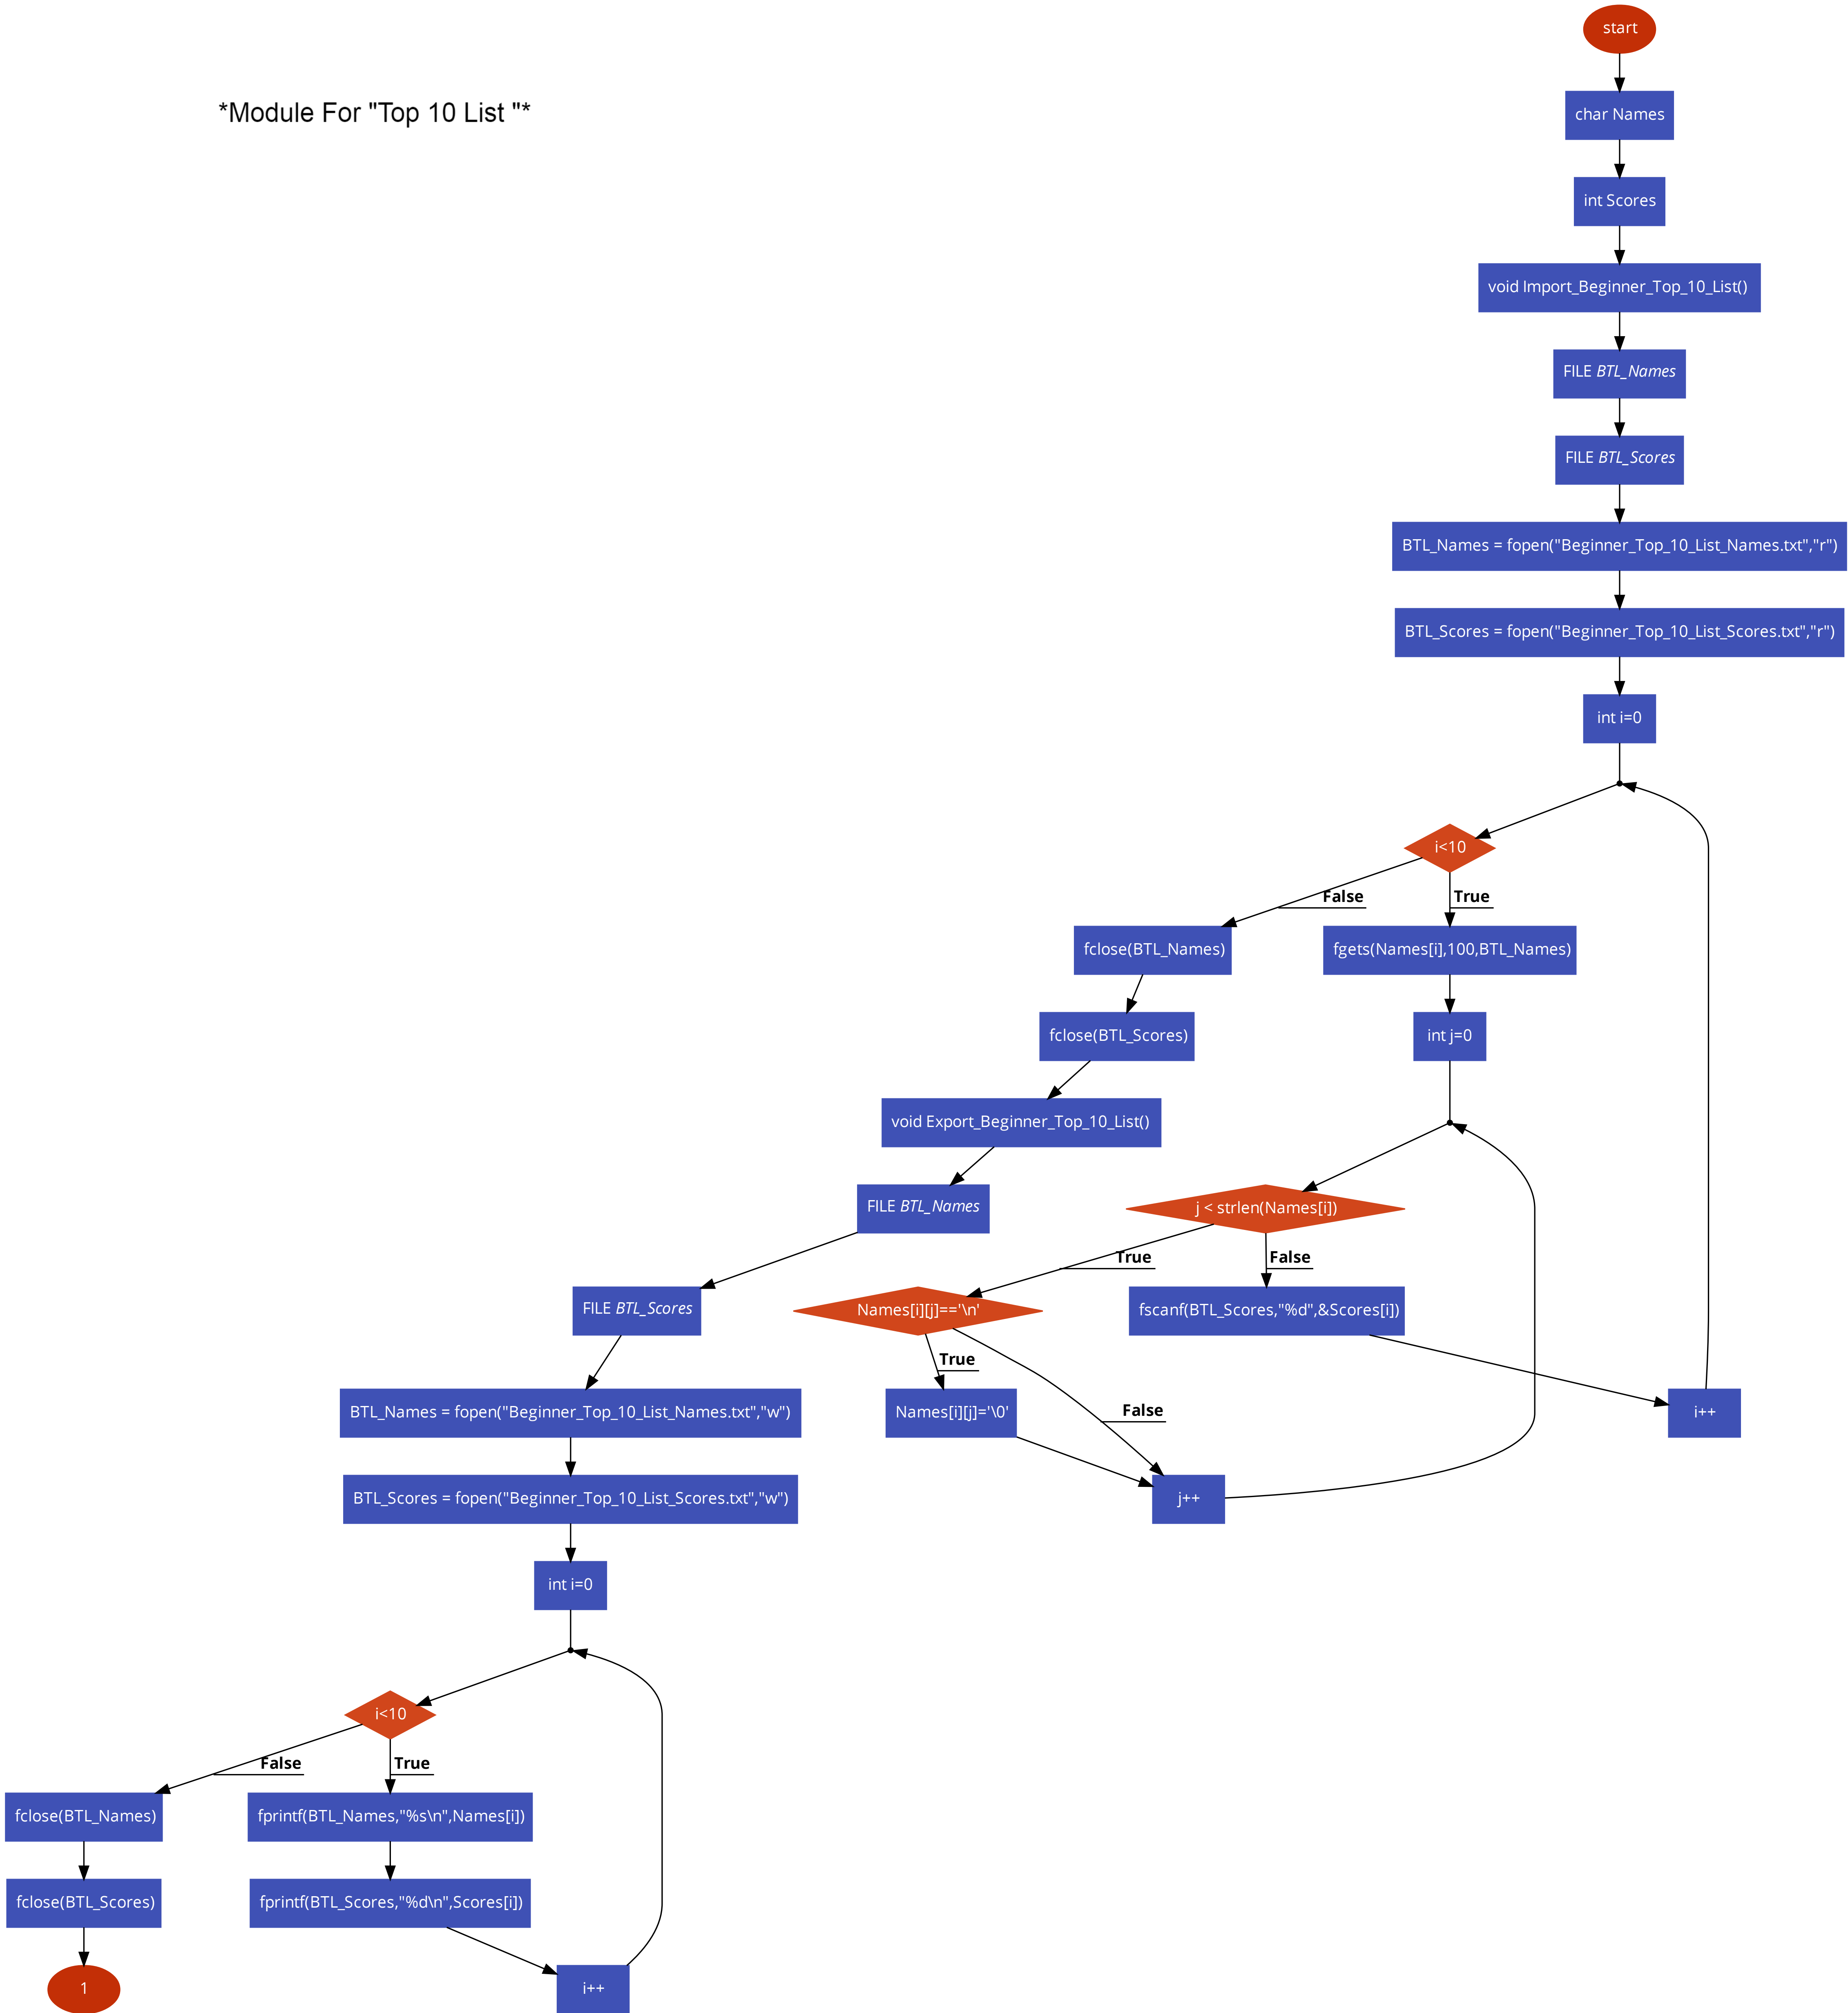 *Module For "Top 10 List "*
start
char Names
int Scores
void Import_Beginner_Top_10_List()
FILE BTL_Names
FILE BTL_Scores
BTL_Names = fopen("Beginner_Top_10_List_Names.txt","r")
BTL_Scores = fopen("Beginner_Top_10_List_Scores.txt","r")
int i=0
i<10
False
True
fclose(BTL_Names)
fgets(Names[i],100,BTL_Names)
fclose(BTL_Scores)
int j=0
void Export_Beginner_Top_10_List()
FILE BTL_Names
j < strlen(Names[i])
True
False
FILE BTL_Scores
Names[i][j]=='\n'
fscanf(BTL_Scores,"%d",&Scores[i])
True
False
BTL_Names = fopen("Beginner_Top_10_List_Names.txt","w")
Names[i][j]='\0'
i++
BTL_Scores = fopen("Beginner_Top_10_List_Scores.txt","w")
j++
int i=0
i<10
False
True
fclose(BTL_Names)
fprintf(BTL_Names,"%s\n",Names[i])
fclose(BTL_Scores)
fprintf(BTL_Scores,"%d\n",Scores[i])
1
i++